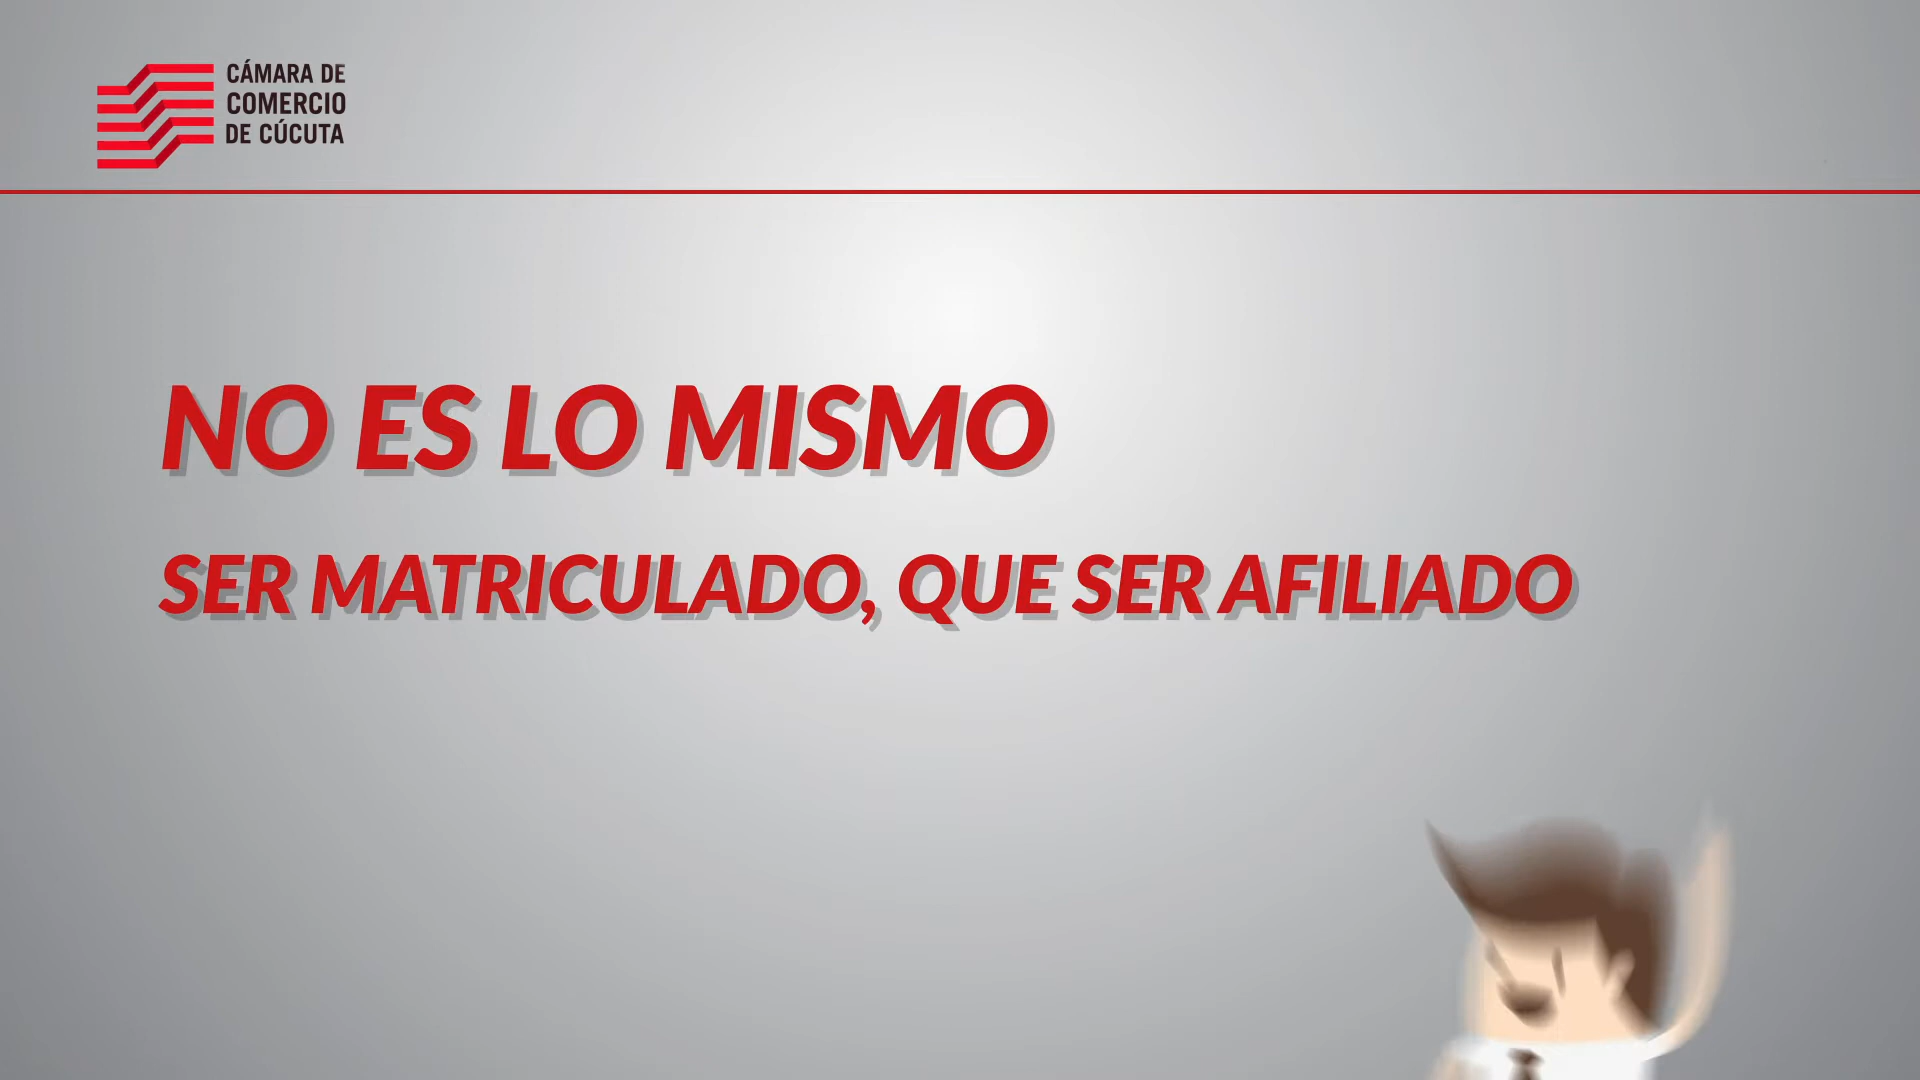 CÁMARA DE
COMERCIO
DE CÚCUTA
NO ES LO MISMO
SER MATRICULADO, QUE SER AFILIADO